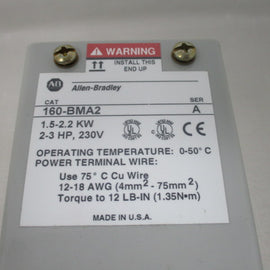 WARNING
INSTALL THIS
END UP
AB
Allen-Bradley
CAT SER
160-BMA2 A
1.5-2.2 KW
2-3 HP, 230V
OPERATING TEMPERATURE: 0-50° C
POWER TERMINAL WIRE:
Use 75° C Cu Wire
12-18 AWG (4mm² - 75mm²)
Torque to 12 LB-IN (1.35N•m)
MADE IN U.S.A.